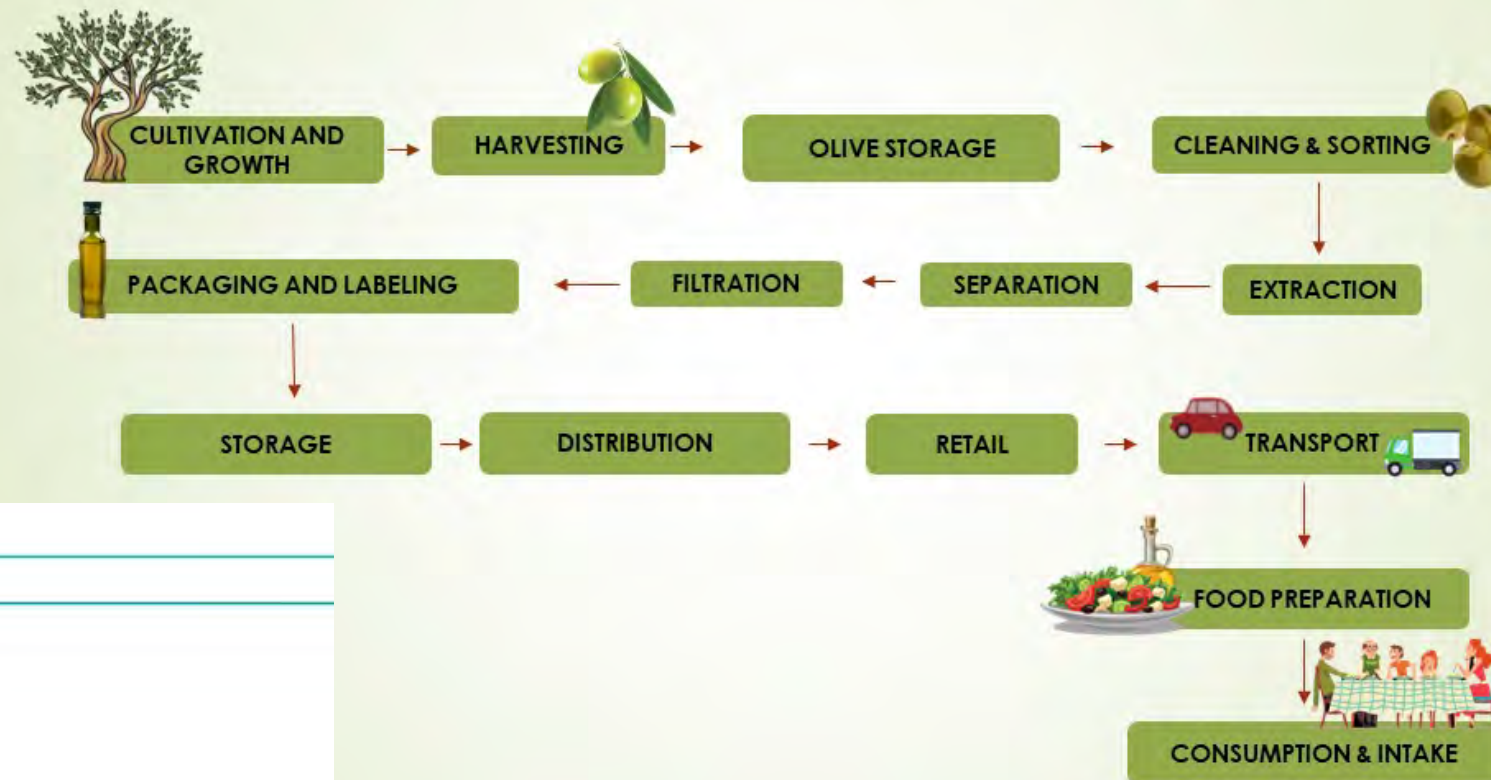 CULTIVATION AND
GROWTH
HARVESTING
OLIVE STORAGE
CLEANING & SORTING
EXTRACTION
SEPARATION
FILTRATION
PACKAGING AND LABELING
STORAGE
DISTRIBUTION
RETAIL
TRANSPORT
FOOD PREPARATION
CONSUMPTION & INTAKE